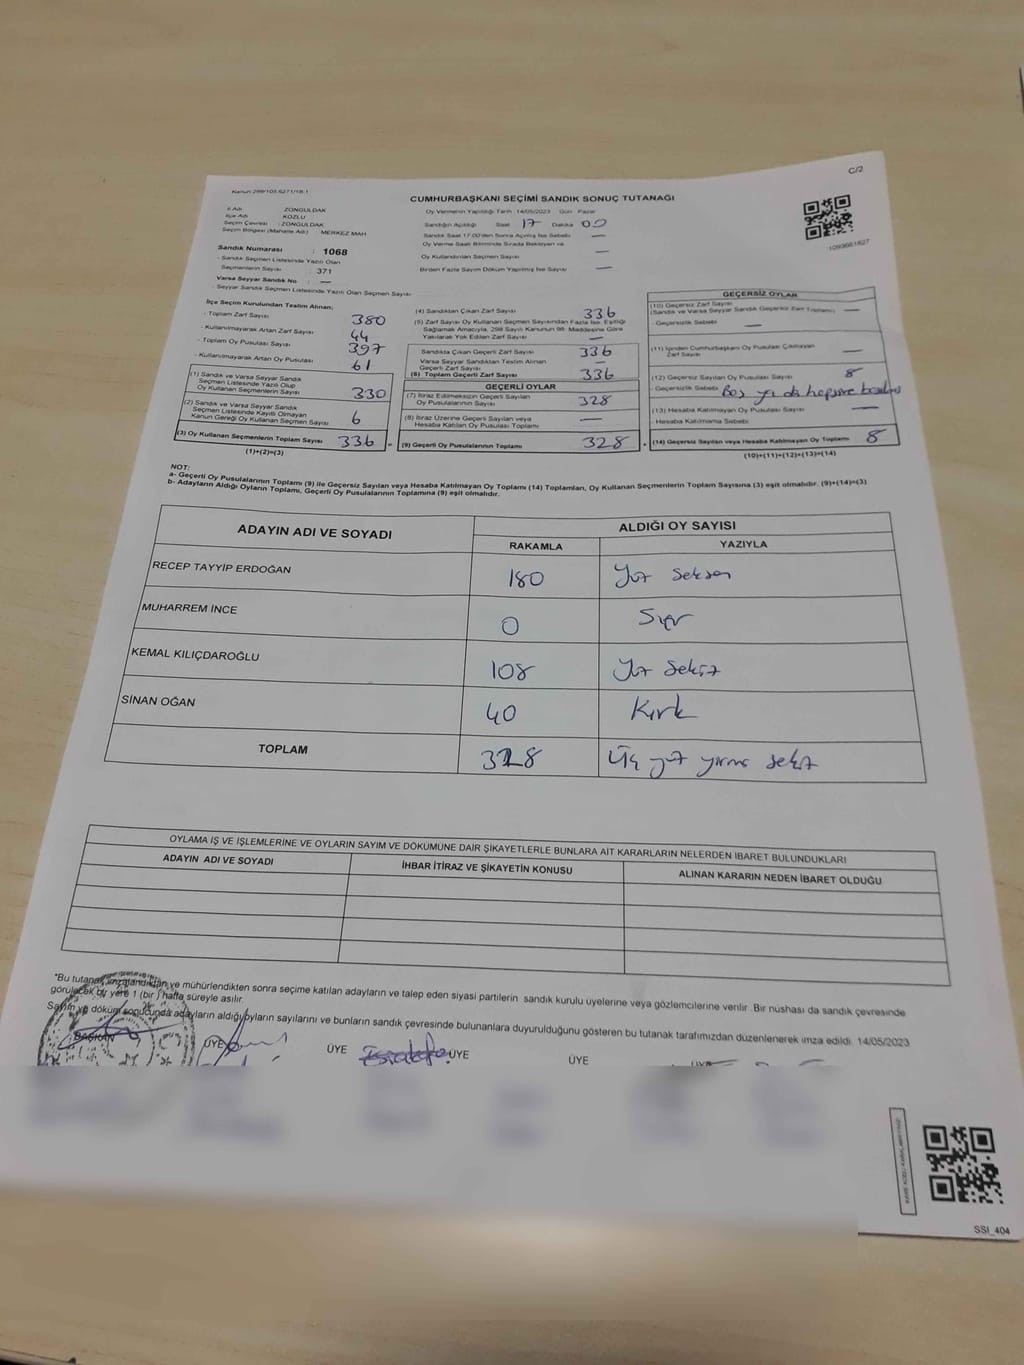 C/2
Kanun 298/105.6271/18.1
CUMHURBAŞKANI SEÇİMİ SANDIK SONUÇ TUTANAĞI
İl Adı : ZONGULDAK
İlçe Adı : KOZLU
Seçim Çevresi : ZONGULDAK
Seçim Bölgesi (Mahalle Adı) : MERKEZ MAH.
Sandık Numarası : 1068
- Sandık Seçmen Listesinde Yazılı Olan
Seçmenlerin Sayısı : 371
Varsa Seyyar Sandık No : —
- Seyyar Sandık Seçmen Listesinde Yazılı Olan Seçmen Sayısı
Oy Vermenin Yapıldığı Tarih : 14/05/2023 Gün : Pazar
Sandığın Açıldığı Saat 17 Dakika 00
Sandık Saat 17:00'den Sonra Açılmış İse Sebebi —
Oy Verme Saati Bitiminde Sırada Bekleyen ve
Oy Kullandırılan Seçmen Sayısı —
Birden Fazla Sayım Döküm Yapılmış İse Sayısı —
1093661627
İlçe Seçim Kurulundan Teslim Alınan;
- Toplam Zarf Sayısı 380
- Kullanılmayarak Artan Zarf Sayısı 44
- Toplam Oy Pusulası Sayısı 397
- Kullanılmayarak Artan Oy Pusulası 61
(1) Sandık ve Varsa Seyyar Sandık
Seçmen Listesinde Yazılı Olup
Oy Kullanan Seçmenlerin Sayısı 330
(2) Sandık ve Varsa Seyyar Sandık
Seçmen Listesinde Kayıtlı Olmayan
Kanun Gereği Oy Kullanan Seçmen Sayısı 6
(3) Oy Kullanan Seçmenlerin Toplam Sayısı 336
(1)+(2)=(3)
(4) Sandıktan Çıkan Zarf Sayısı 336
(5) Zarf Sayısı Oy Kullanan Seçmen Sayısından Fazla İse, Eşitliği
Sağlamak Amacıyla, 298 Sayılı Kanunun 98. Maddesine Göre
Yakılarak Yok Edilen Zarf Sayısı —
Sandıkta Çıkan Geçerli Zarf Sayısı 336
Varsa Seyyar Sandıktan Teslim Alınan
Geçerli Zarf Sayısı —
(6) Toplam Geçerli Zarf Sayısı 336
GEÇERLİ OYLAR
(7) İtiraz Edilmeksizin Geçerli Sayılan
Oy Pusulalarının Sayısı 328
(8) İtiraz Üzerine Geçerli Sayılan veya
Hesaba Katılan Oy Pusulası Toplamı —
= (9) Geçerli Oy Pusulalarının Toplamı 328 +
GEÇERSİZ OYLAR
(10) Geçersiz Zarf Sayısı
(Sandık ve Varsa Seyyar Sandık Geçersiz Zarf Toplamı) —
- Geçersizlik Sebebi —
(11) İçinden Cumhurbaşkanı Oy Pusulası Çıkmayan
Zarf Sayısı —
(12) Geçersiz Sayılan Oy Pusulası Sayısı 8
- Geçersizlik Sebebi Boş ya da hepsine
(13) Hesaba Katılmayan Oy Pusulası Sayısı —
- Hesaba Katılmama Sebebi
(14) Geçersiz Sayılan veya Hesaba Katılmayan Oy Toplamı 8
(10)+(11)+(12)+(13)=(14)
NOT:
a- Geçerli Oy Pusulalarının Toplamı (9) ile Geçersiz Sayılan veya Hesaba Katılmayan Oy Toplamı (14) Toplamları, Oy Kullanan Seçmenlerin Toplam Sayısına (3) eşit olmalıdır. (9)+(14)=(3)
b- Adayların Aldığı Oyların Toplamı, Geçerli Oy Pusulalarının Toplamına (9) eşit olmalıdır.
ADAYIN ADI VE SOYADI ALDIĞI OY SAYISI
RAKAMLA YAZIYLA
RECEP TAYYİP ERDOĞAN 180 Yüz seksen
MUHARREM İNCE 0 Sıfır
KEMAL KILIÇDAROĞLU 108 Yüz sekiz
SİNAN OĞAN 40 Kırk
TOPLAM 328 Üç yüz yirmi sekiz
OYLAMA İŞ VE İŞLEMLERİNE VE OYLARIN SAYIM VE DÖKÜMÜNE DAİR ŞİKAYETLERLE BUNLARA AİT KARARLARIN NELERDEN İBARET BULUNDUKLARI
ADAYIN ADI VE SOYADI İHBAR İTİRAZ VE ŞİKAYETİN KONUSU ALINAN KARARIN NEDEN İBARET OLDUĞU
"Bu tutanak imzalandıktan ve mühürlendikten sonra seçime katılan adayların ve talep eden siyasi partilerin sandık kurulu üyelerine veya gözlemcilerine verilir. Bir nüshası da sandık çevresinde
görülecek bir yere 1 (bir) hafta süreyle asılır.
Sayım ve döküm sonucunda adayların aldığı oyların sayılarını ve bunların sandık çevresinde bulunanlara duyurulduğunu gösteren bu tutanak tarafımızdan düzenlenerek imza edildi. 14/05/2023
BAŞKAN ÜYE ÜYE ÜYE ÜYE ÜYE
SSI_404